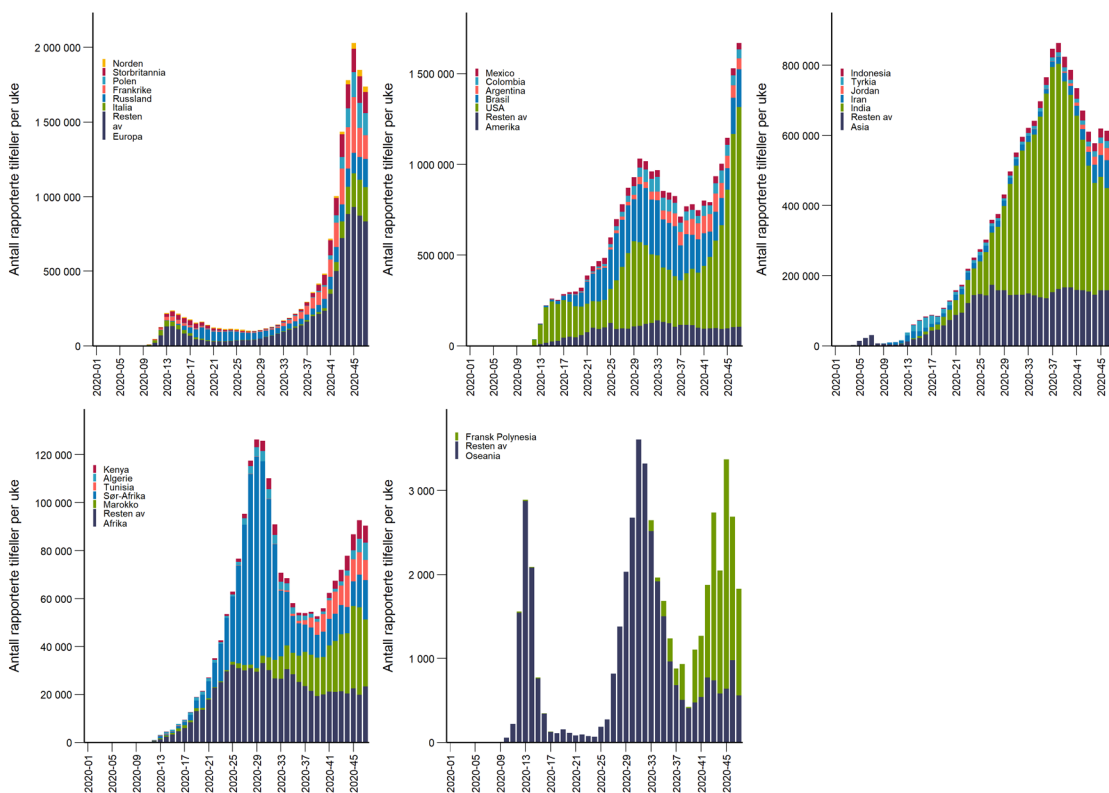 Antall rapporterte tilfeller per uke
2 000 000
1 500 000
1 000 000
500 000
0
Norden
Storbritannia
Polen
Frankrike
Russland
Italia
Resten
av
Europa
2020-01
2020-05
2020-09
2020-13
2020-17
2020-21
2020-25
2020-29
2020-33
2020-37
2020-41
2020-45
Antall rapporterte tilfeller per uke
1 500 000
1 000 000
500 000
0
Mexico
Colombia
Argentina
Brasil
USA
Resten av
Amerika
2020-01
2020-05
2020-09
2020-13
2020-17
2020-21
2020-25
2020-29
2020-33
2020-37
2020-41
2020-45
Antall rapporterte tilfeller per uke
800 000
600 000
400 000
200 000
0
Indonesia
Tyrkia
Jordan
Iran
India
Resten av
Asia
2020-01
2020-05
2020-09
2020-13
2020-17
2020-21
2020-25
2020-29
2020-33
2020-37
2020-41
2020-45
Antall rapporterte tilfeller per uke
120 000
100 000
80 000
60 000
40 000
20 000
0
Kenya
Algerie
Tunisia
Sør-Afrika
Marokko
Resten av
Afrika
2020-01
2020-05
2020-09
2020-13
2020-17
2020-21
2020-25
2020-29
2020-33
2020-37
2020-41
2020-45
Antall rapporterte tilfeller per uke
3 000
2 000
1 000
0
Fransk Polynesia
Resten av
Oseania
2020-01
2020-05
2020-09
2020-13
2020-17
2020-21
2020-25
2020-29
2020-33
2020-37
2020-41
2020-45